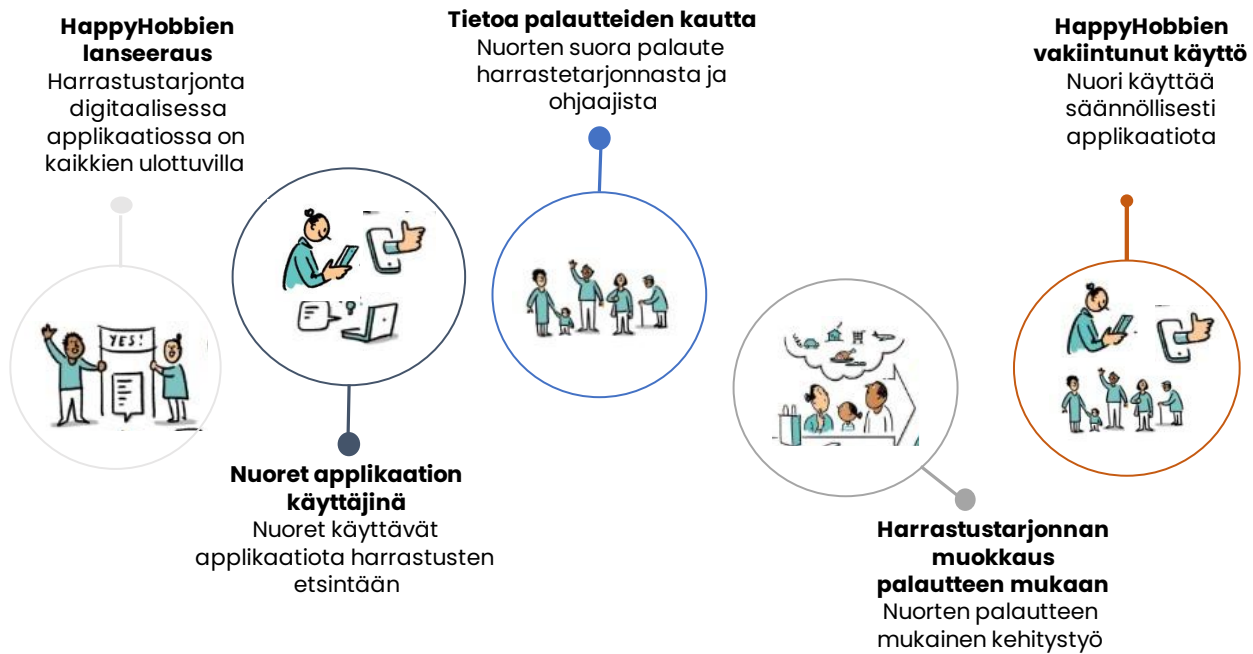 HappyHobbien
lanseeraus
Harrastustarjonta
digitaalisessa
applikaatiossa on
kaikkien ulottuvilla
YES!
Nuoret applikaation
käyttäjinä
Nuoret käyttävät
applikaatiota harrastusten
etsintään
Tietoa palautteiden kautta
Nuorten suora palaute
harrastetarjonnasta ja
ohjaajista
Harrastustarjonnan
muokkaus
palautteen mukaan
Nuorten palautteen
mukainen kehitystyö
HappyHobbien
vakiintunut käyttö
Nuori käyttää
säännöllisesti
applikaatiota